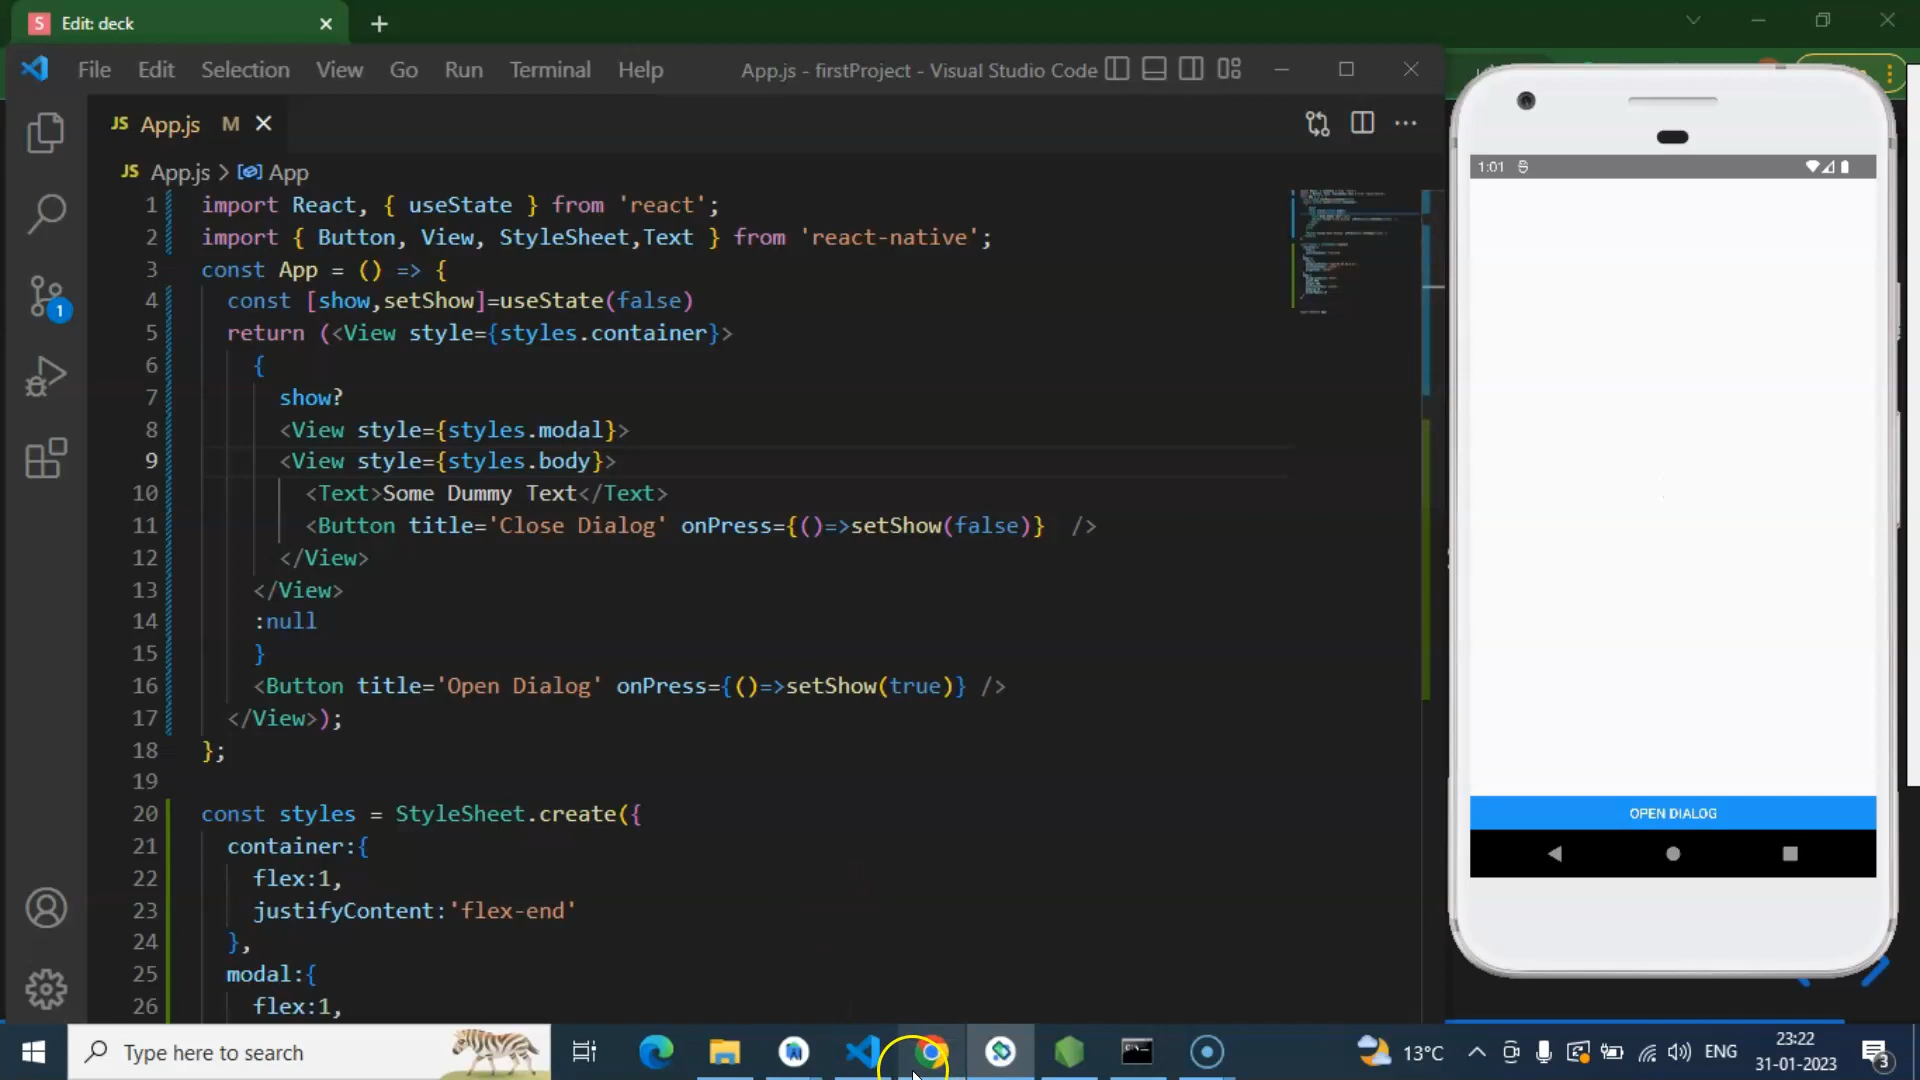 S Edit: deck
File Edit Selection View Go Run Terminal Help App.js - firstProject - Visual Studio Code
JS App.js M
JS App.js > App
1 import React, { useState } from 'react';
2 import { Button, View, StyleSheet,Text } from 'react-native';
3 const App = () => {
4 const [show,setShow]=useState(false)
5 return (<View style={styles.container}>
6 {
7 show?
8 <View style={styles.modal}>
9 <View style={styles.body}>
10 <Text>Some Dummy Text</Text>
11 <Button title='Close Dialog' onPress={()=>setShow(false)} />
12 </View>
13 </View>
14 :null
15 }
16 <Button title='Open Dialog' onPress={()=>setShow(true)} />
17 </View>);
18 };
19
20 const styles = StyleSheet.create({
21 container:{
22 flex:1,
23 justifyContent:'flex-end'
24 },
25 modal:{
26 flex:1,
1
1:01
OPEN DIALOG
Type here to search
13°C
ENG
23:22
31-01-2023
3